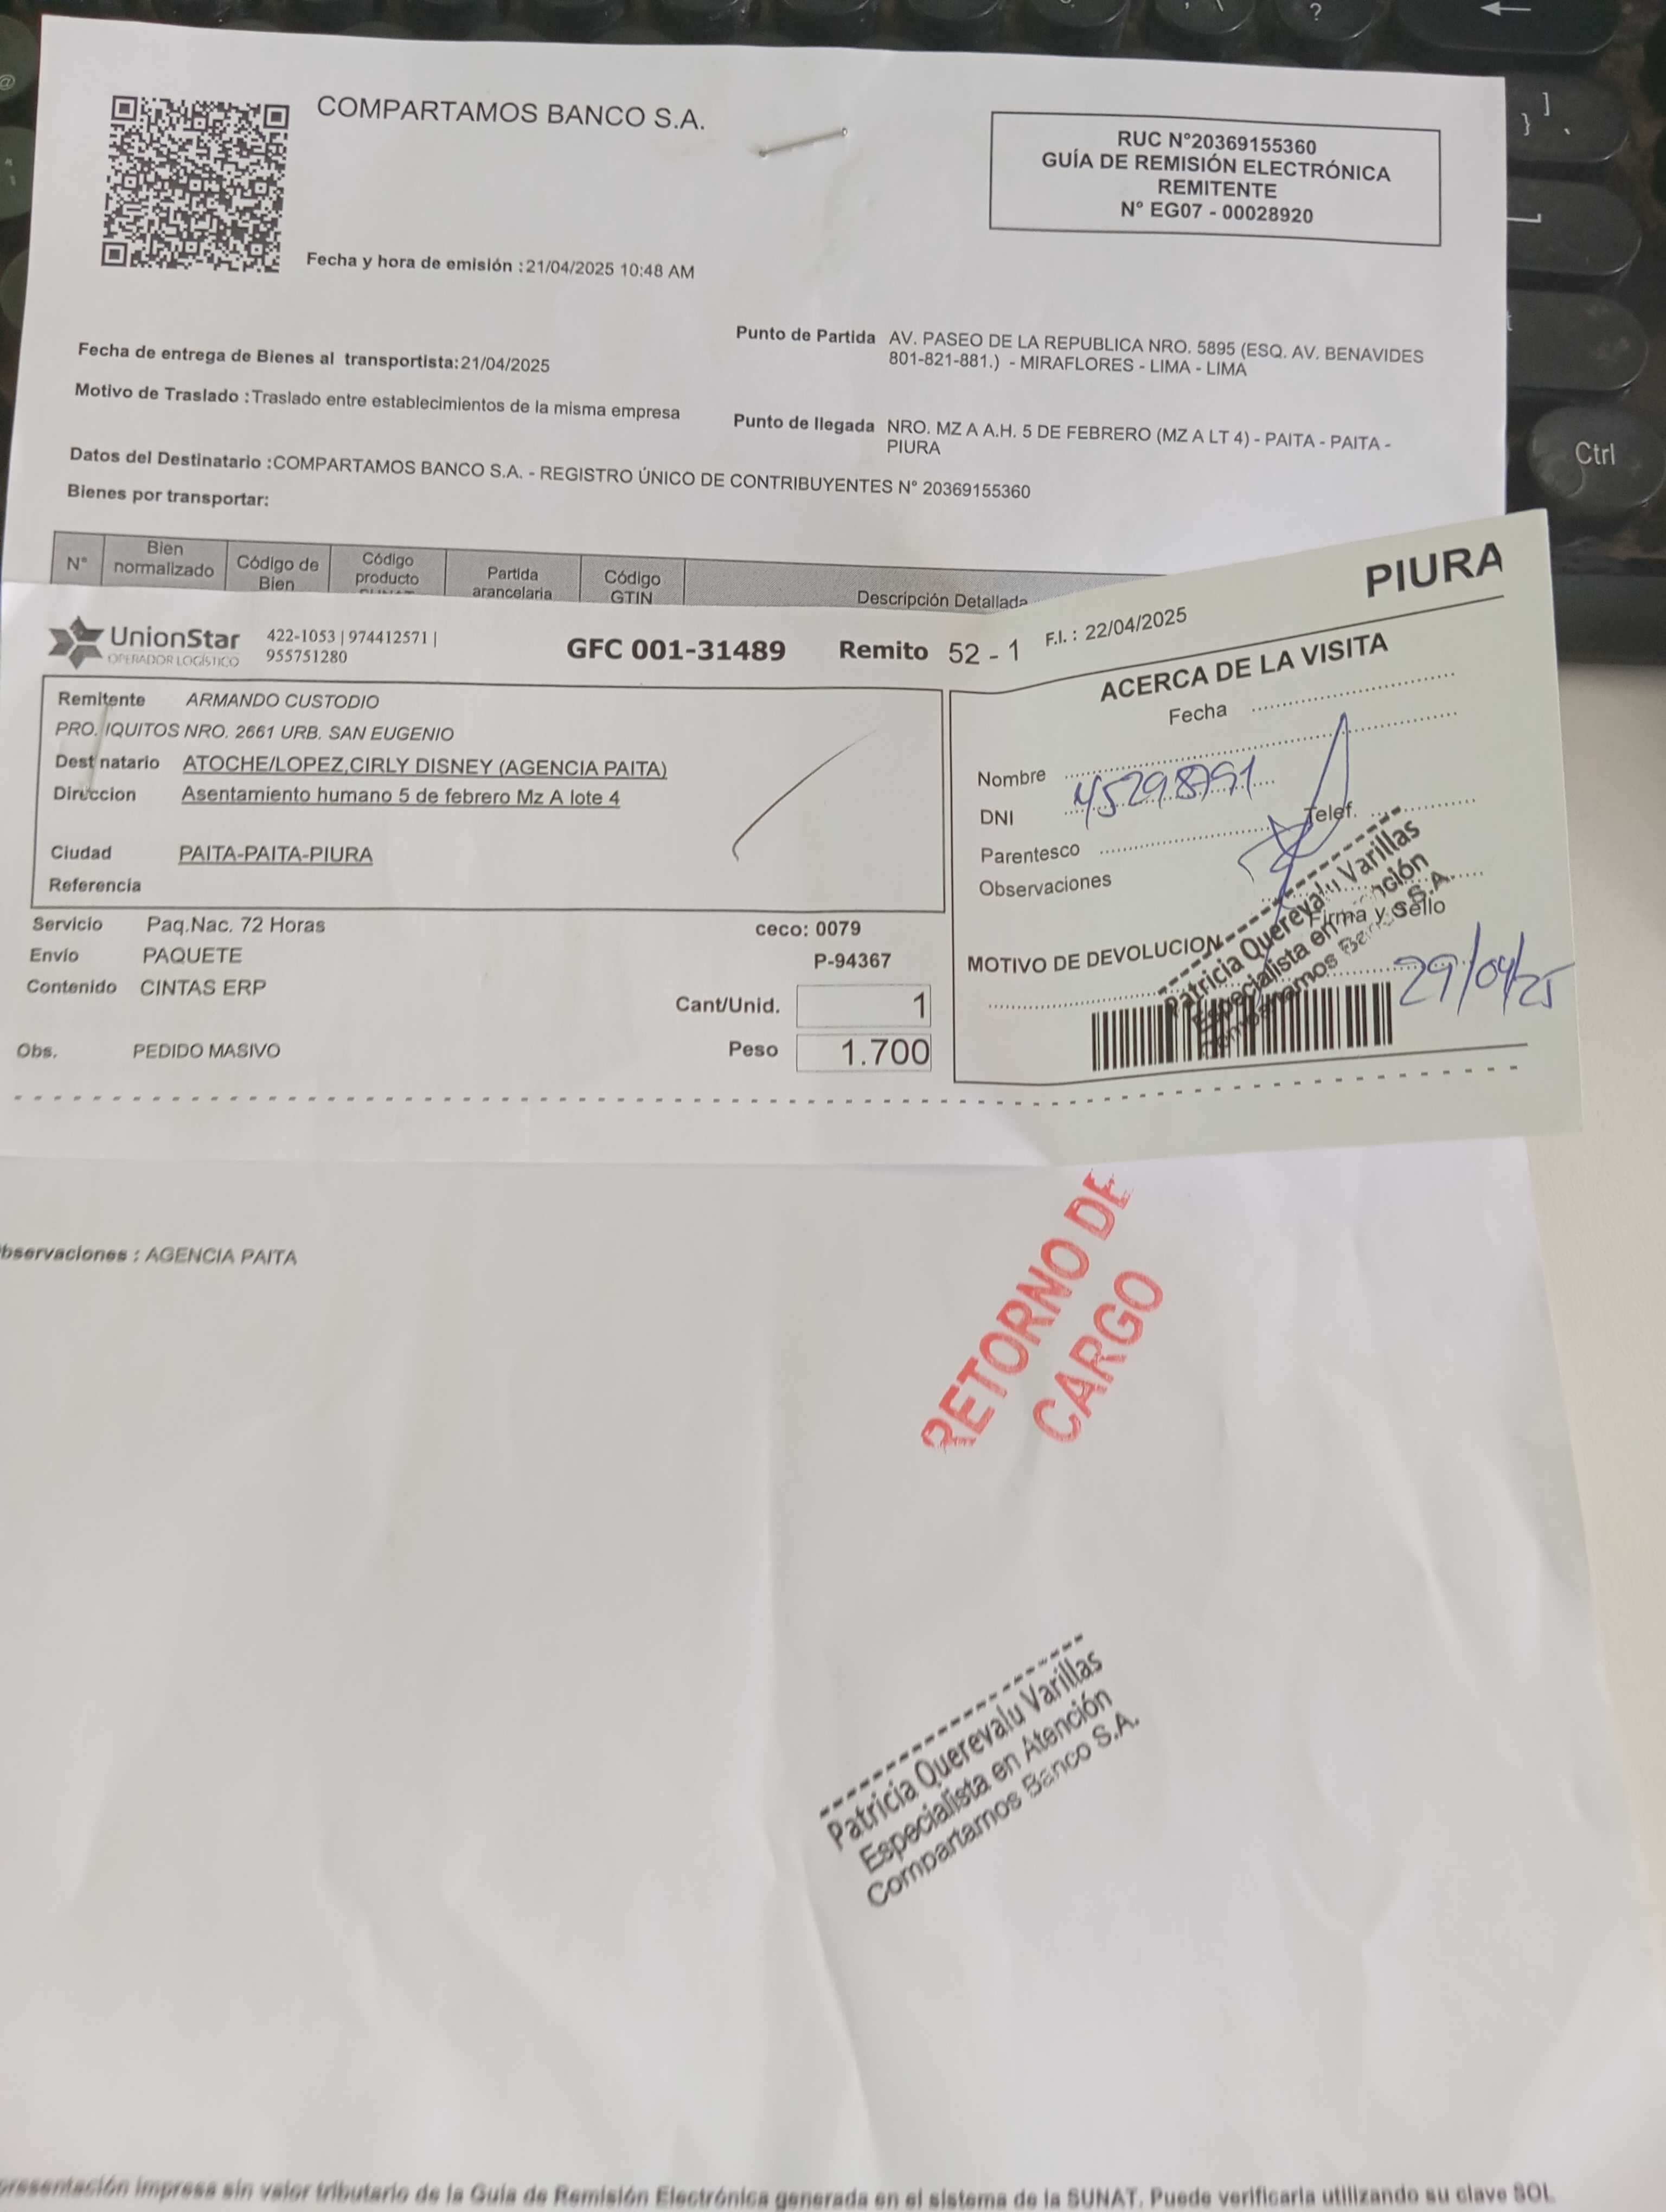 COMPARTAMOS BANCO S.A.
RUC N°20369155360
GUÍA DE REMISIÓN ELECTRÓNICA
REMITENTE
N° EG07 - 00028920
Fecha y hora de emisión :21/04/2025 10:48 AM
Fecha de entrega de Bienes al transportista:21/04/2025
Motivo de Traslado :Traslado entre establecimientos de la misma empresa
Punto de Partida AV. PASEO DE LA REPUBLICA NRO. 5895 (ESQ. AV. BENAVIDES
801-821-881.) - MIRAFLORES - LIMA - LIMA
Punto de llegada NRO. MZ A A.H. 5 DE FEBRERO (MZ A LT 4) - PAITA - PAITA -
PIURA
Datos del Destinatario :COMPARTAMOS BANCO S.A. - REGISTRO ÚNICO DE CONTRIBUYENTES N° 20369155360
Bienes por transportar:
N°
Bien
normalizado
Código de
Bien
Código
producto
Partida
arancelaria
Código
GTIN
Descripción Detallada
UnionStar
OPERADOR LOGÍSTICO
422-1053 | 974412571 |
955751280
GFC 001-31489
Remito 52 - 1
F.I. : 22/04/2025
PIURA
Remitente ARMANDO CUSTODIO
PRO. IQUITOS NRO. 2661 URB. SAN EUGENIO
Destinatario ATOCHE/LOPEZ,CIRLY DISNEY (AGENCIA PAITA)
Direccion Asentamiento humano 5 de febrero Mz A lote 4
Ciudad PAITA-PAITA-PIURA
Referencia
Servicio Paq.Nac. 72 Horas
Envio PAQUETE
Contenido CINTAS ERP
Obs. PEDIDO MASIVO
ceco: 0079
P-94367
Cant/Unid. 1
Peso 1.700
ACERCA DE LA VISITA
Fecha
Nombre
DNI 45298791
Telef.
Parentesco
Observaciones
Firma y Sello
MOTIVO DE DEVOLUCION
Patricia Querevalu Varillas
Especialista en Atención
Compartamos Banco S.A.
29/04/25
bservaciones : AGENCIA PAITA
RETORNO DE
CARGO
Patricia Querevalu Varillas
Especialista en Atención
Compartamos Banco S.A.
presentación impresa sin valor tributario de la Guía de Remisión Electrónica generada en el sistema de la SUNAT. Puede verificarla utilizando su clave SOL
Ctrl
?
}
]
@